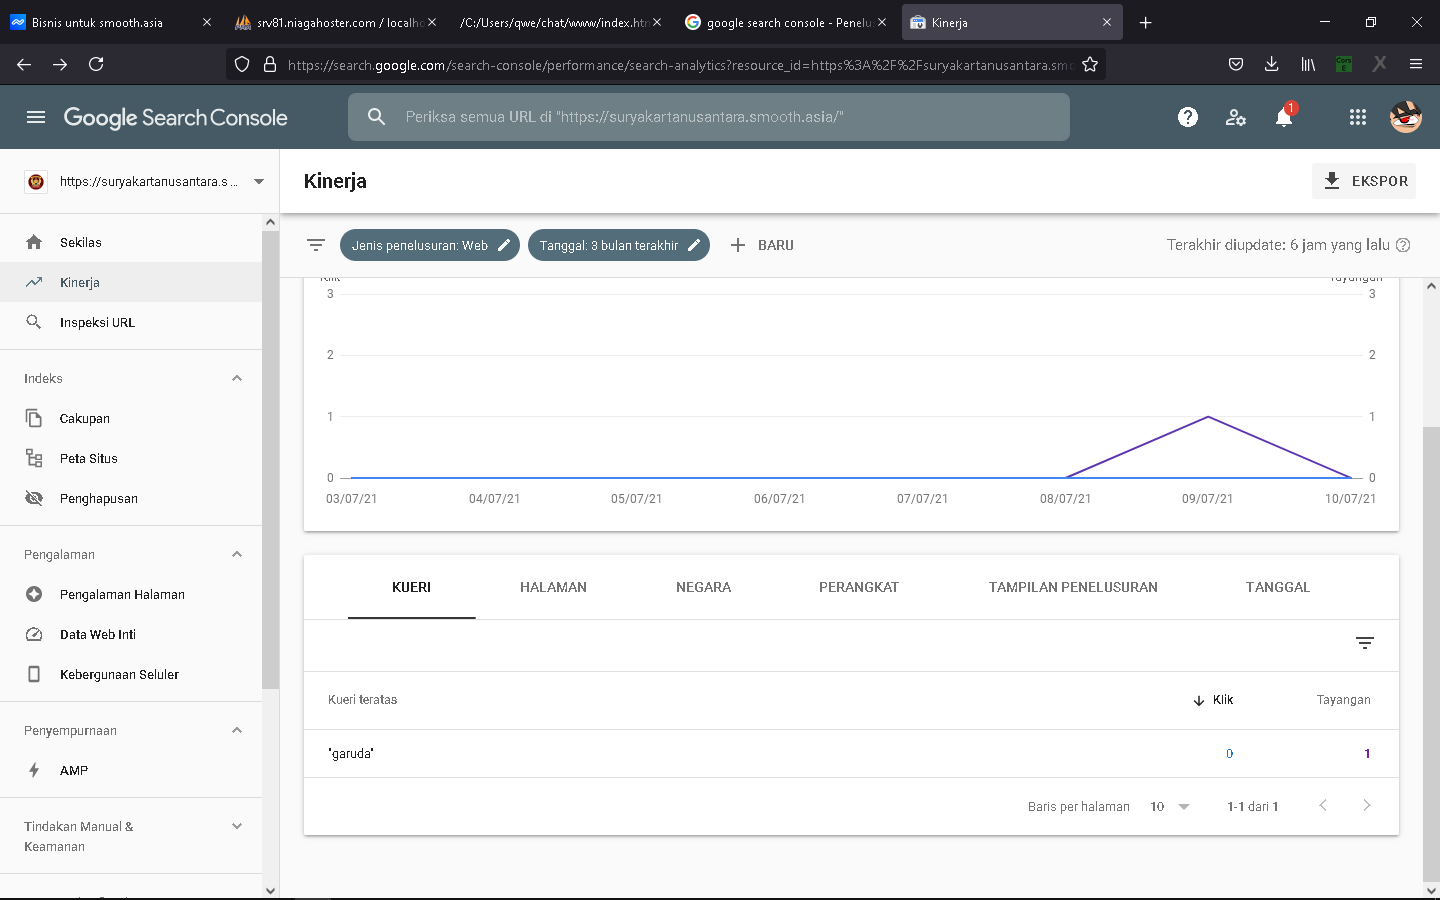 Bisnis untuk smooth.asia
srv81.niagahoster.com / localho
/C:/Users/qwe/chat/www/index.htm
google search console - Penelu
Kinerja
https://search.google.com/search-console/performance/search-analytics?resource_id=https%3A%2F%2Fsuryakartanusantara.smo
Google Search Console
Periksa semua URL di "https://suryakartanusantara.smooth.asia/"
1
https://suryakartanusantara.s...
Kinerja
EKSPOR
Sekilas
Kinerja
Inspeksi URL
Indeks
Cakupan
Peta Situs
Penghapusan
Pengalaman
Pengalaman Halaman
Data Web Inti
Kebergunaan Seluler
Penyempurnaan
AMP
Tindakan Manual &
Keamanan
Jenis penelusuran: Web
Tanggal: 3 bulan terakhir
BARU
Terakhir diupdate: 6 jam yang lalu
Klik
Tayangan
3
3
2
2
1
1
0
0
03/07/21
04/07/21
05/07/21
06/07/21
07/07/21
08/07/21
09/07/21
10/07/21
KUERI
HALAMAN
NEGARA
PERANGKAT
TAMPILAN PENELUSURAN
TANGGAL
Kueri teratas
Klik
Tayangan
"garuda"
0
1
Baris per halaman
10
1-1 dari 1